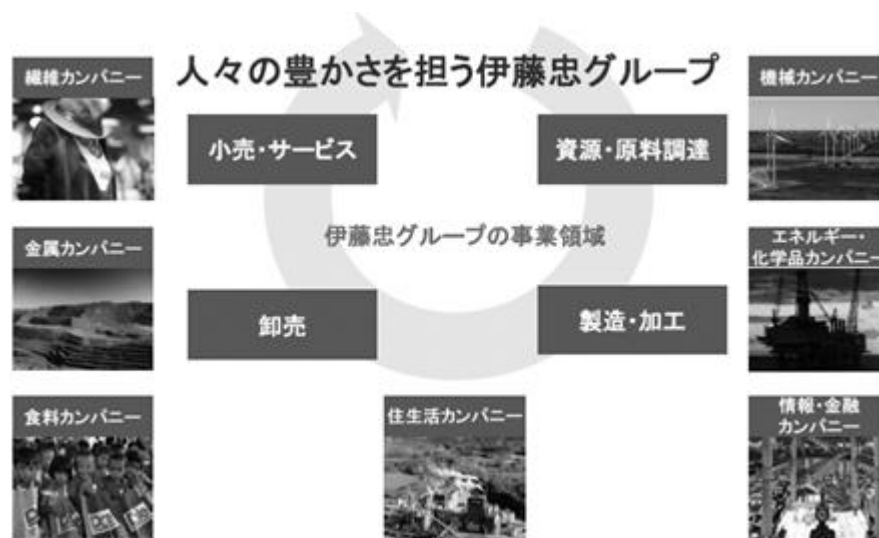 人々の豊かさを担う伊藤忠グループ
繊維カンパニー
機械カンパニー
小売・サービス
資源・原料調達
伊藤忠グループの事業領域
金属カンパニー
エネルギー・
化学品カンパニー
卸売
製造・加工
食料カンパニー
住生活カンパニー
情報・金融
カンパニー